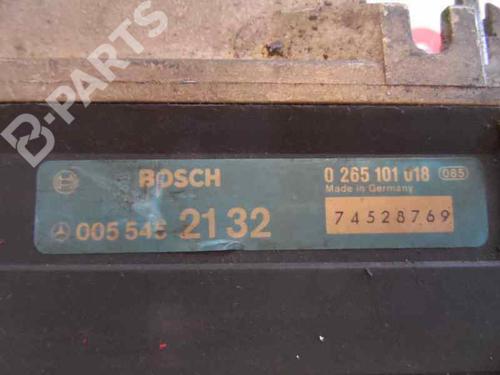 B-PARTS
BOSCH
0 265 101 018 085
Made in Germany
005 545 21 32
74528769